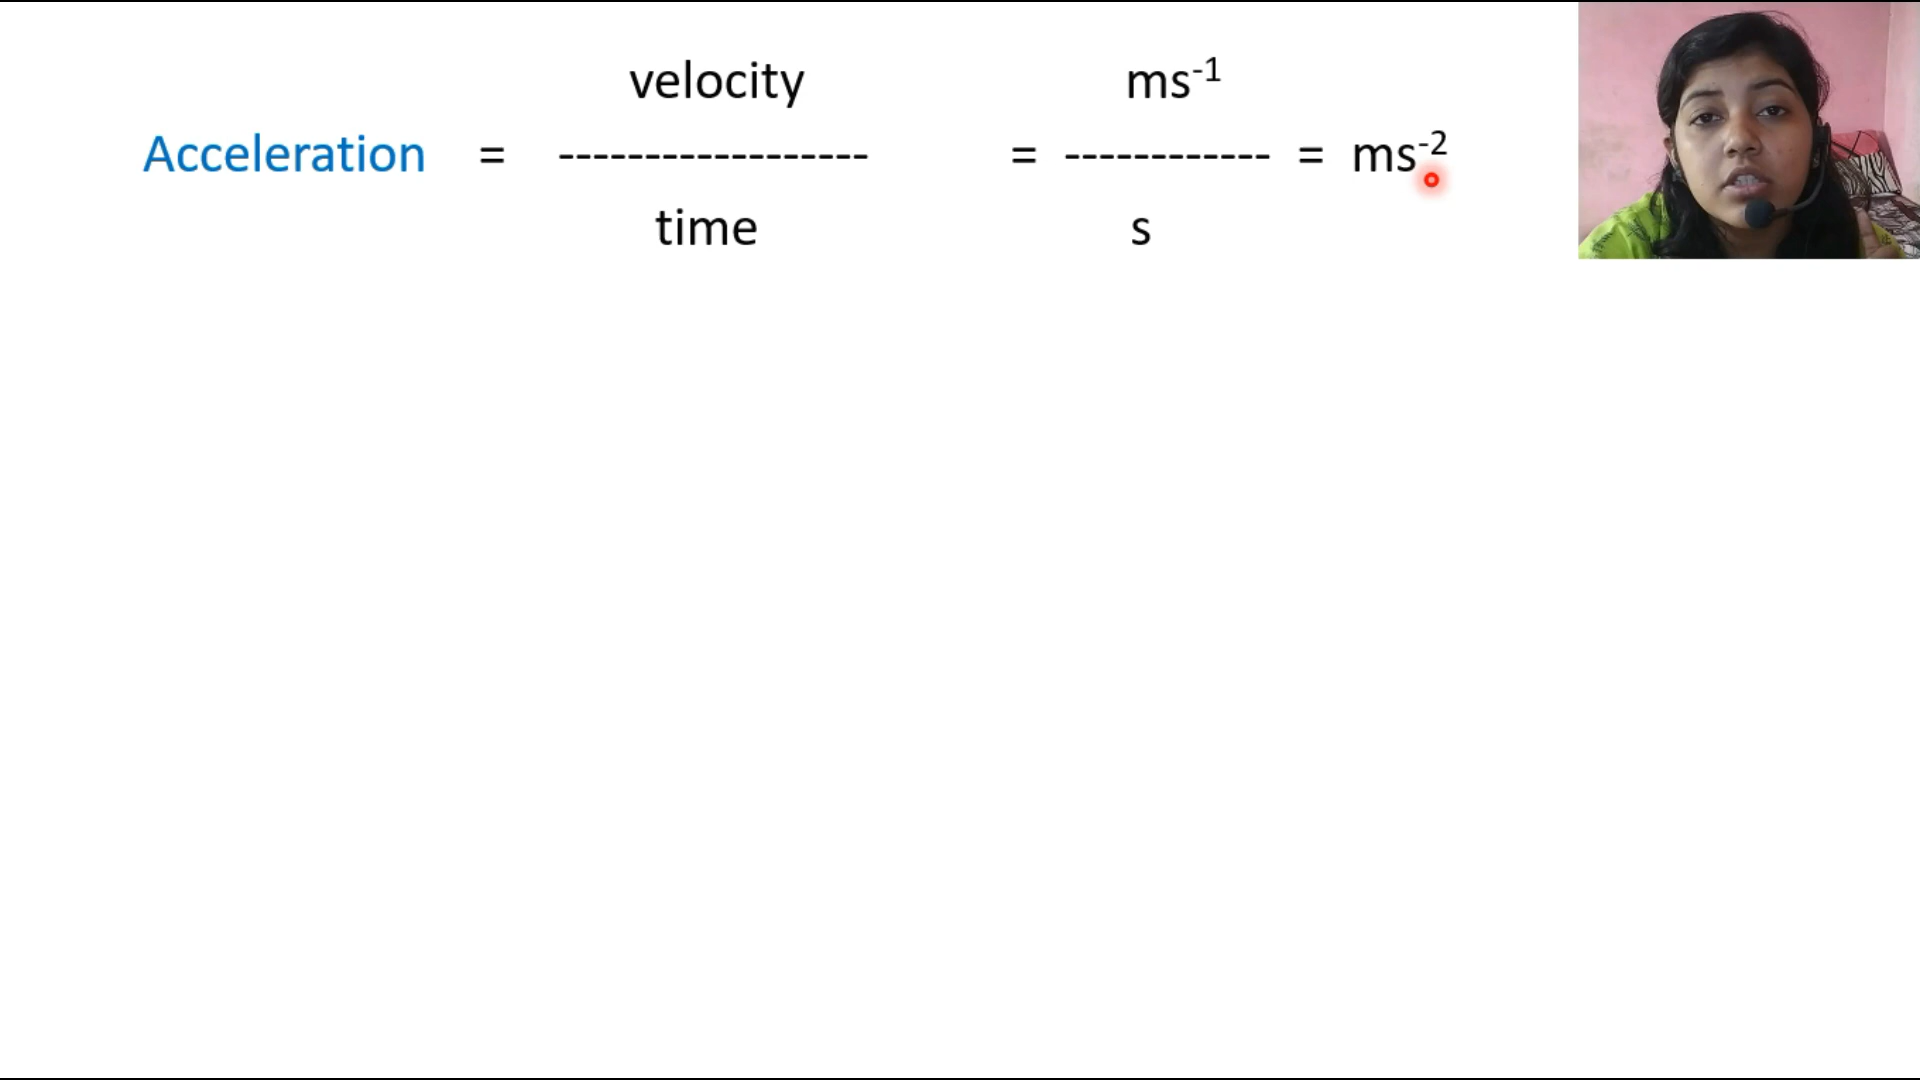 velocity ms⁻¹
Acceleration = ------------------ = ------------ = ms⁻²
time s